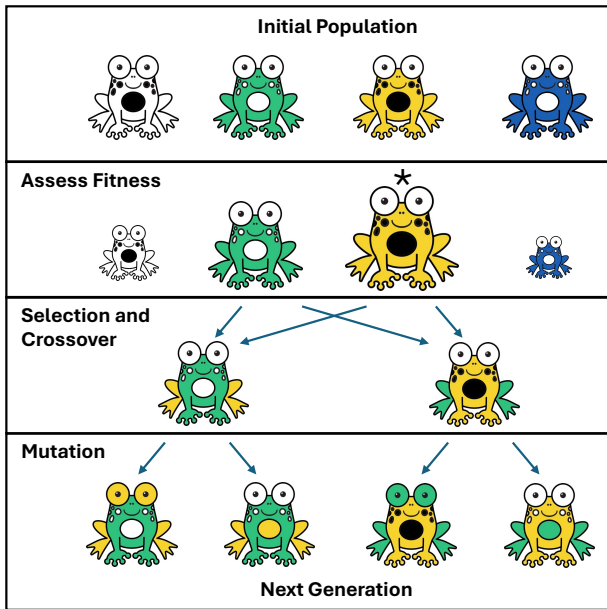 Initial Population
Assess Fitness
*
Selection and
Crossover
Mutation
Next Generation